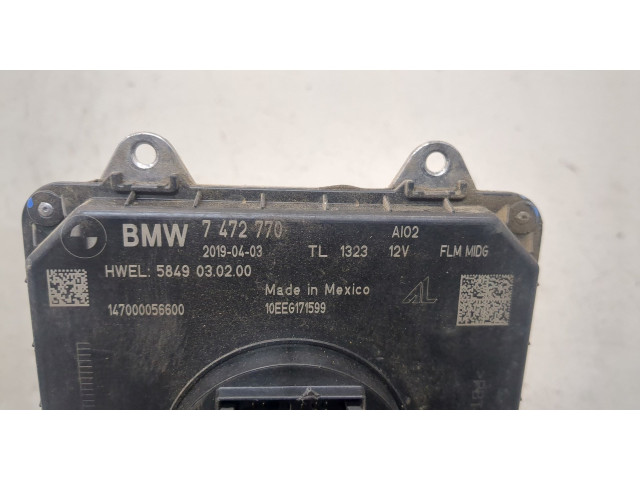 BMW 7 472 770 AI02
2019-04-03 TL 1323 12V FLM MIDG
HWEL: 5849 03.02.00
Made in Mexico AL
147000056600 10EEG171599